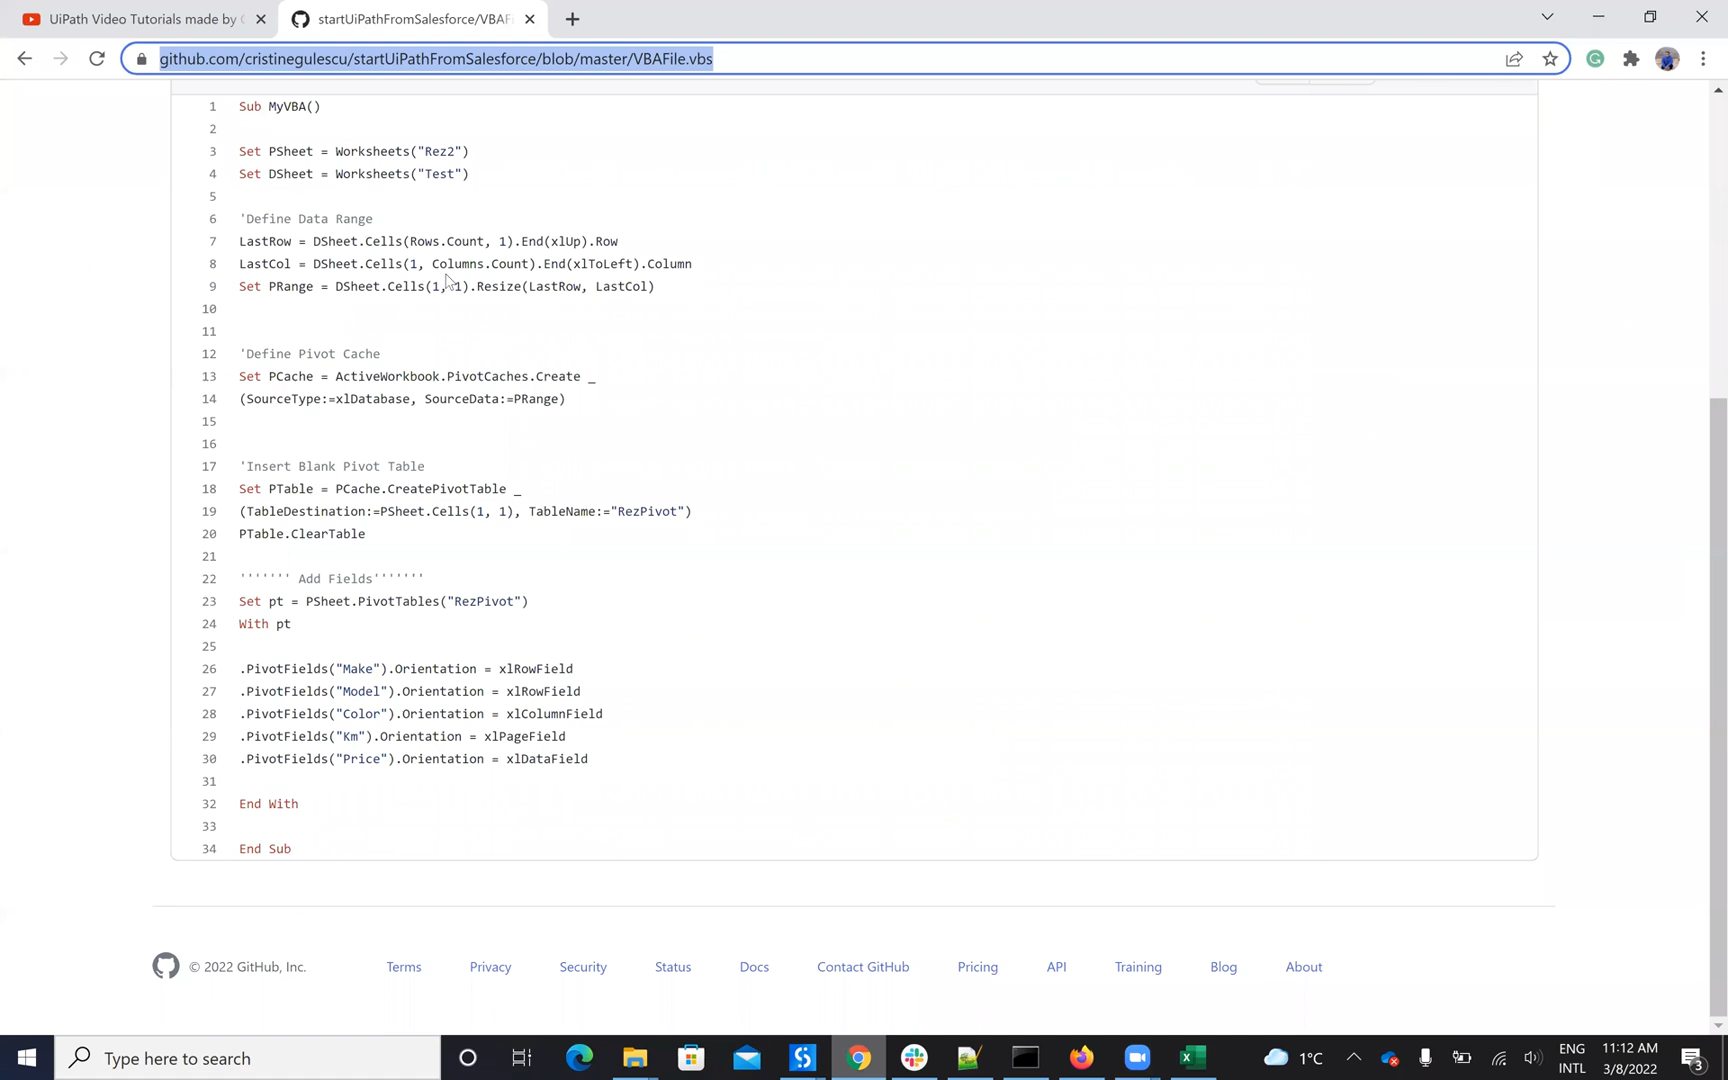 UiPath Video Tutorials made by
startUiPathFromSalesforce/VBAFi
github.com/cristinegulescu/startUiPathFromSalesforce/blob/master/VBAFile.vbs
1 Sub MyVBA()
2
3 Set PSheet = Worksheets("Rez2")
4 Set DSheet = Worksheets("Test")
5
6 'Define Data Range
7 LastRow = DSheet.Cells(Rows.Count, 1).End(xlUp).Row
8 LastCol = DSheet.Cells(1, Columns.Count).End(xlToLeft).Column
9 Set PRange = DSheet.Cells(1, 1).Resize(LastRow, LastCol)
10
11
12 'Define Pivot Cache
13 Set PCache = ActiveWorkbook.PivotCaches.Create _
14 (SourceType:=xlDatabase, SourceData:=PRange)
15
16
17 'Insert Blank Pivot Table
18 Set PTable = PCache.CreatePivotTable _
19 (TableDestination:=PSheet.Cells(1, 1), TableName:="RezPivot")
20 PTable.ClearTable
21
22 ''''''' Add Fields'''''''
23 Set pt = PSheet.PivotTables("RezPivot")
24 With pt
25
26 .PivotFields("Make").Orientation = xlRowField
27 .PivotFields("Model").Orientation = xlRowField
28 .PivotFields("Color").Orientation = xlColumnField
29 .PivotFields("Km").Orientation = xlPageField
30 .PivotFields("Price").Orientation = xlDataField
31
32 End With
33
34 End Sub
© 2022 GitHub, Inc. Terms Privacy Security Status Docs Contact GitHub Pricing API Training Blog About
Type here to search
1°C
ENG
INTL
11:12 AM
3/8/2022
3